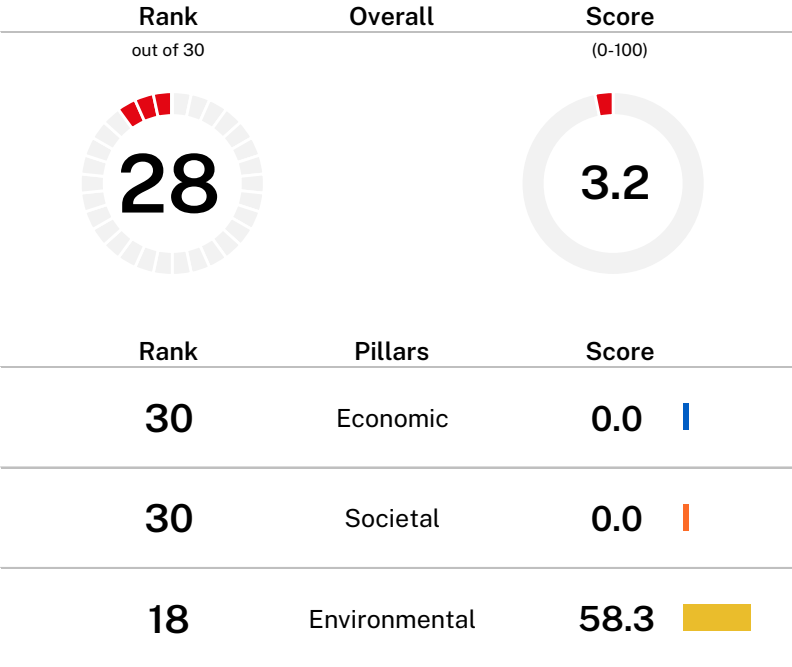 Rank Overall Score
out of 30 (0-100)
28 3.2
Rank Pillars Score
30 Economic 0.0
30 Societal 0.0
18 Environmental 58.3